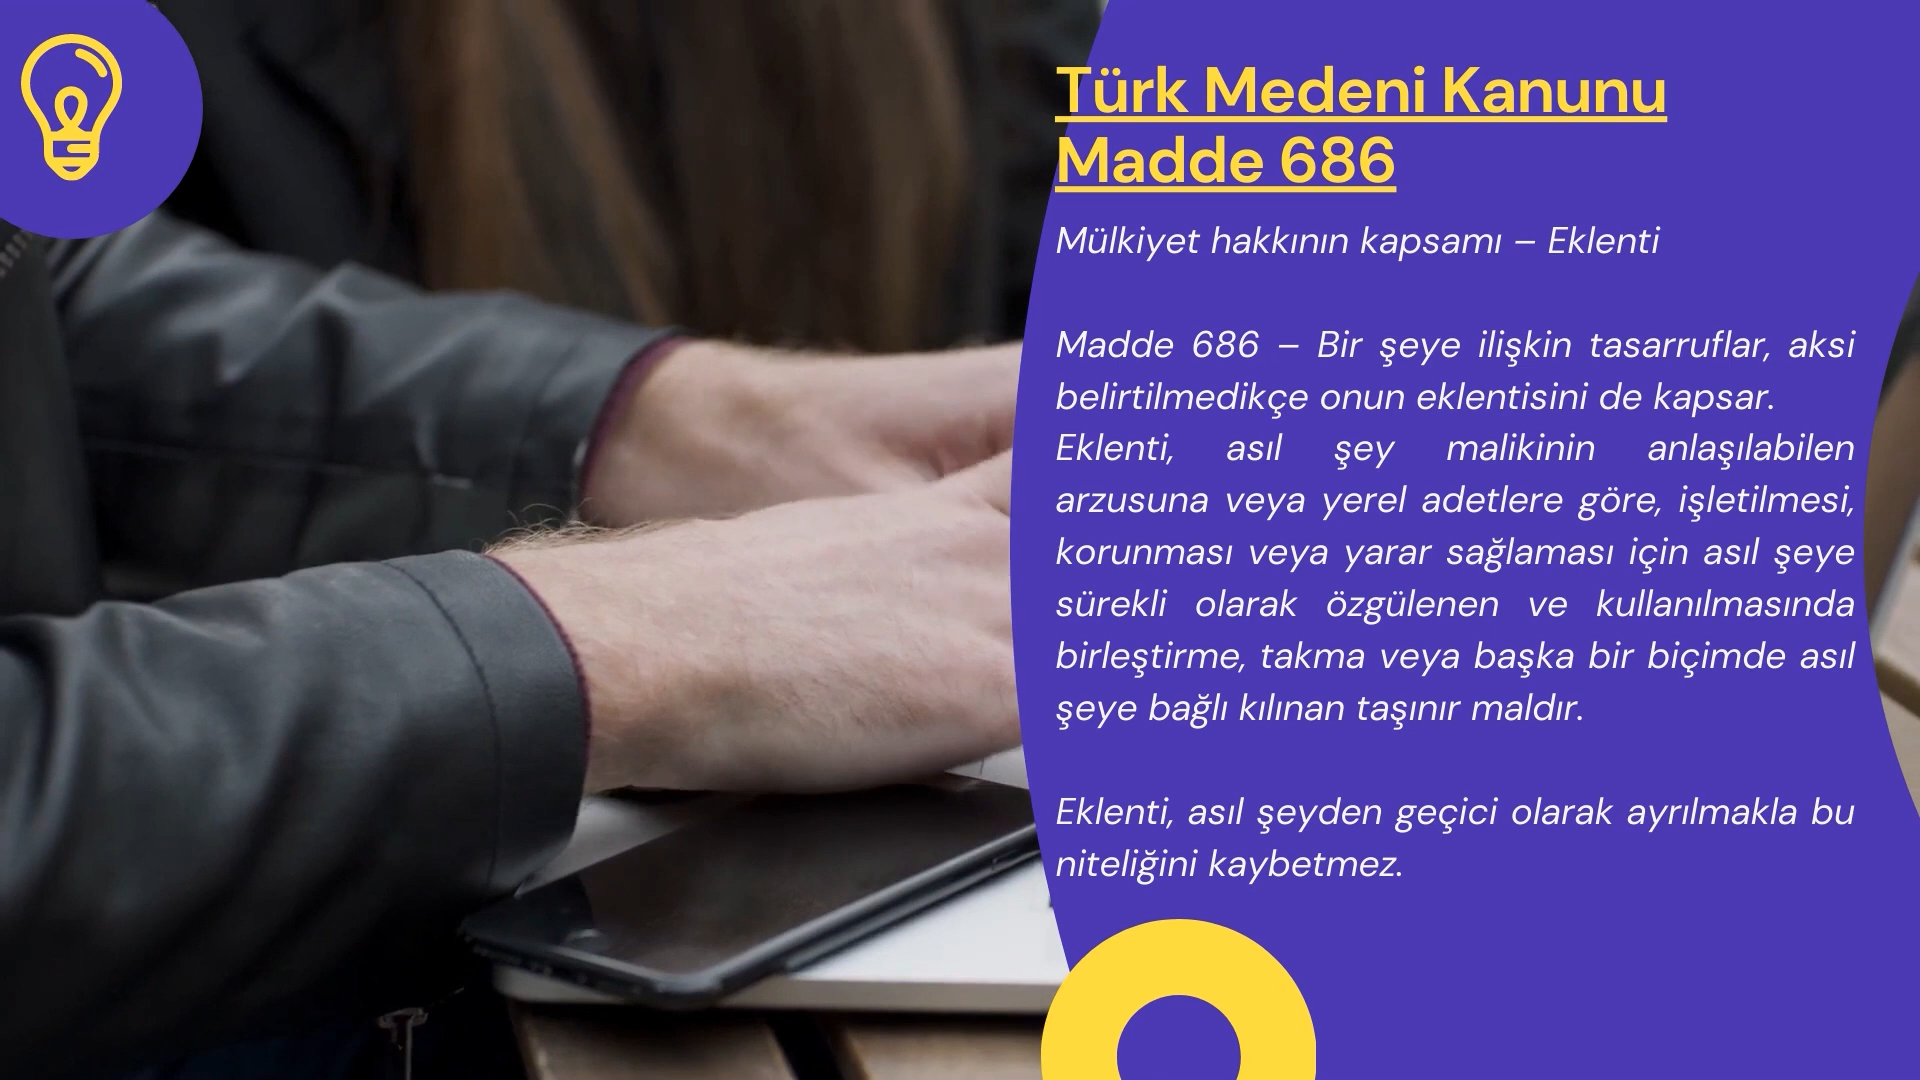 Türk Medeni Kanunu
Madde 686
Mülkiyet hakkının kapsamı – Eklenti
Madde 686 – Bir şeye ilişkin tasarruflar, aksi
belirtilmedikçe onun eklentisini de kapsar.
Eklenti, asıl şey malikinin anlaşılabilen
arzusuna veya yerel adetlere göre, işletilmesi,
korunması veya yarar sağlaması için asıl şeye
sürekli olarak özgülenen ve kullanılmasında
birleştirme, takma veya başka bir biçimde asıl
şeye bağlı kılınan taşınır maldır.
Eklenti, asıl şeyden geçici olarak ayrılmakla bu
niteliğini kaybetmez.